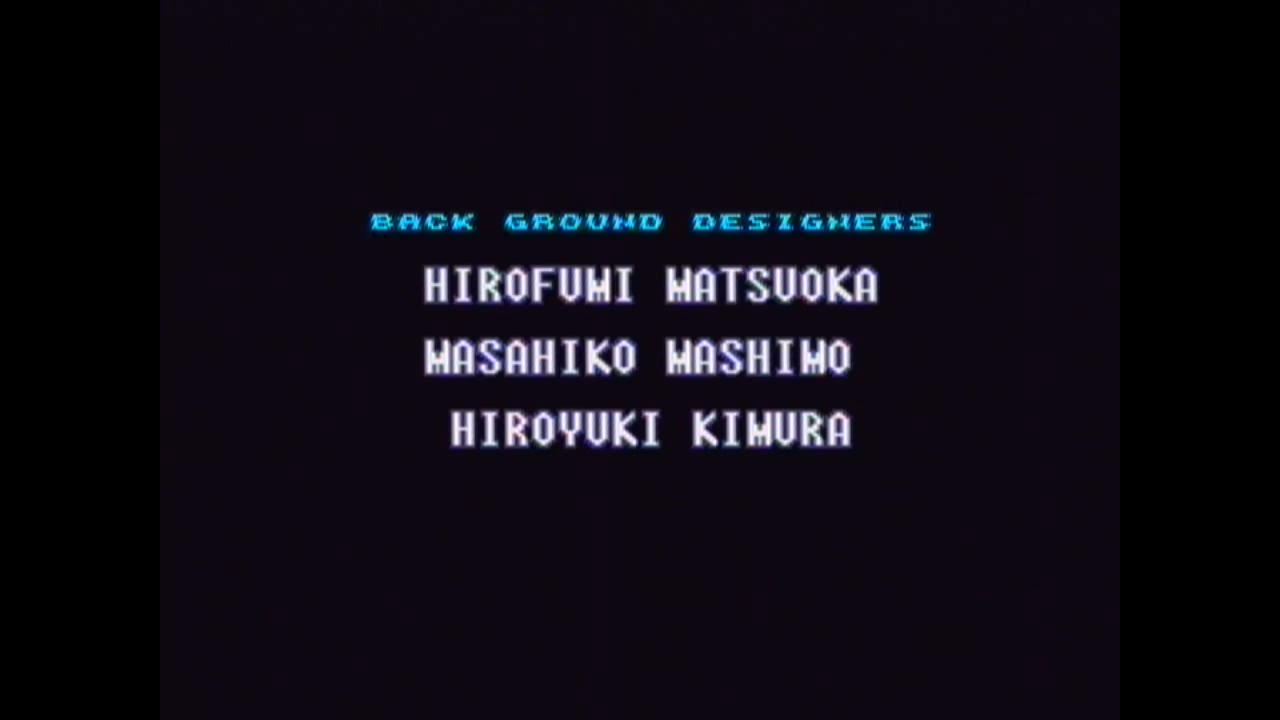 BACK GROUND DESIGNERS
HIROFUMI MATSUOKA
MASAHIKO MASHIMO
HIROYUKI KIMURA